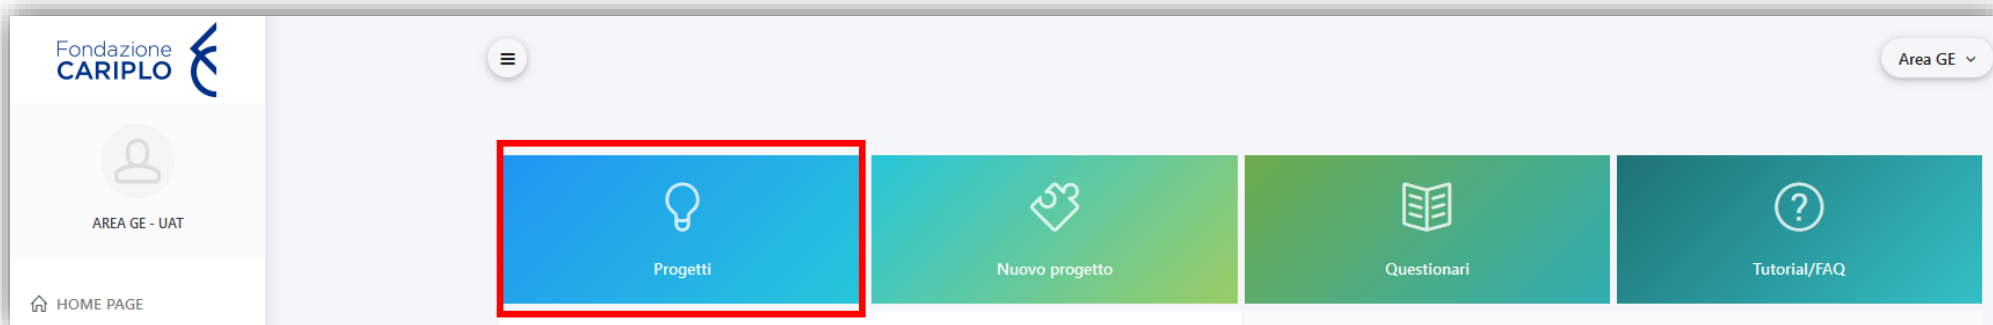 Fondazione
CARIPLO
Area GE
AREA GE - UAT
HOME PAGE
Progetti
Nuovo progetto
Questionari
Tutorial/FAQ